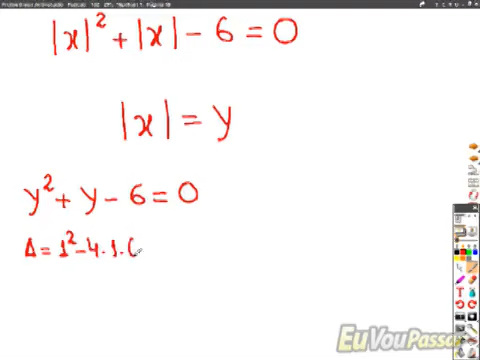 |x|² + |x| - 6 = 0
|x| = y
y² + y - 6 = 0
Δ = 1² - 4 · 1 · (
EuVouPassar